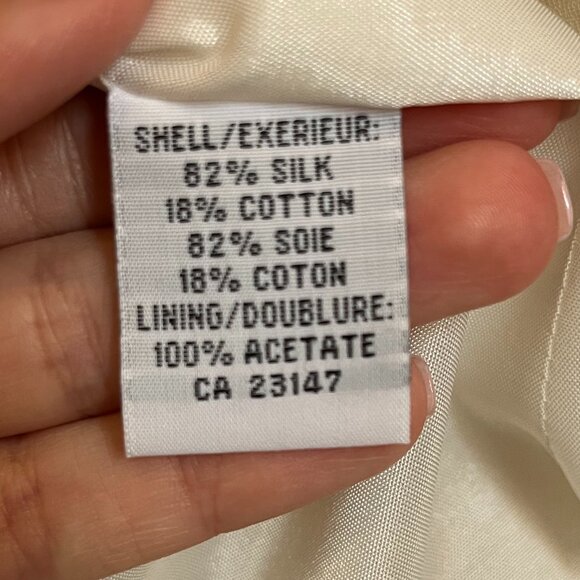 SHELL/EXERIEUR:
82% SILK
18% COTTON
82% SOIE
18% COTON
LINING/DOUBLURE:
100% ACETATE
CA 23147